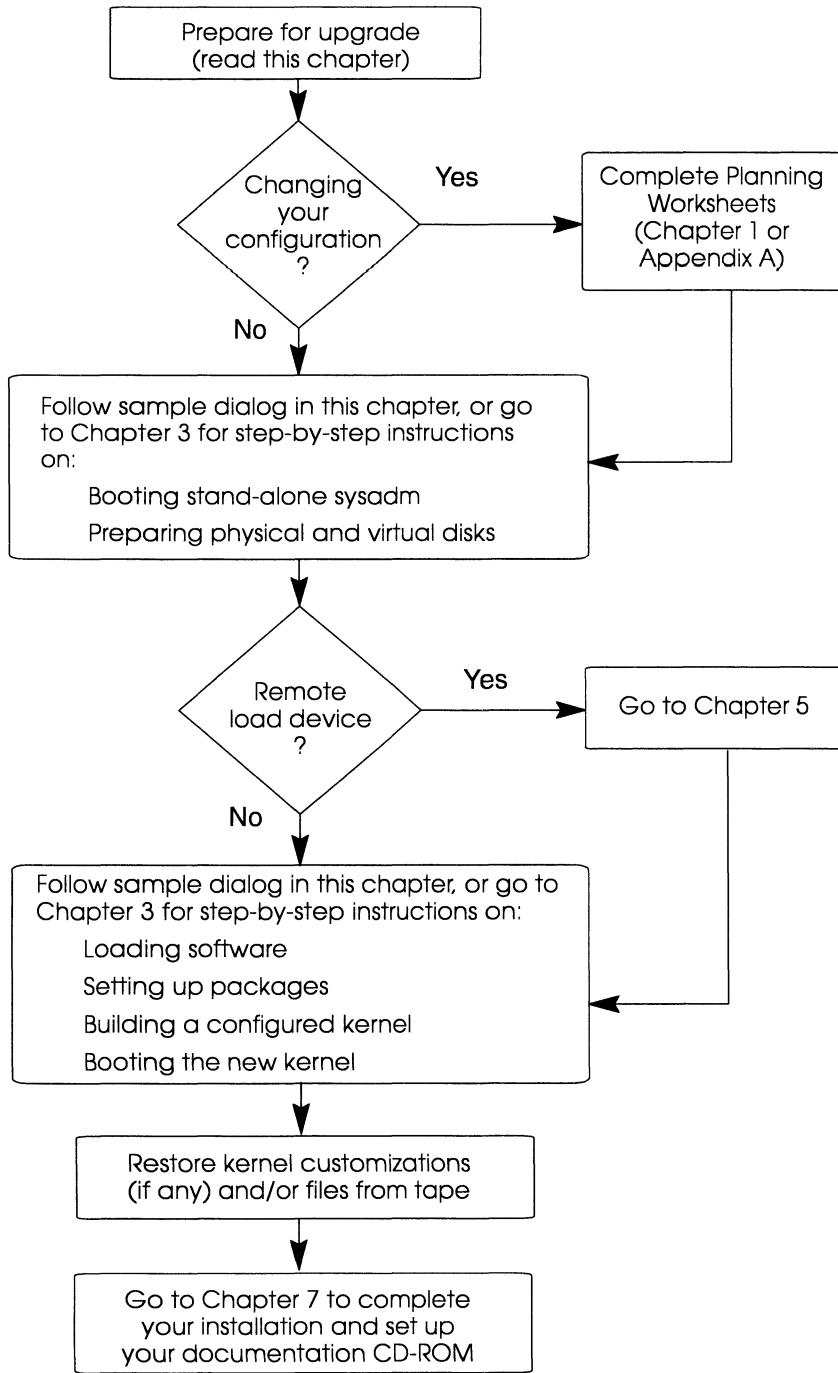 Prepare for upgrade
(read this chapter)
Changing
your
configuration
?
Yes
Complete Planning
Worksheets
(Chapter 1 or
Appendix A)
No
Follow sample dialog in this chapter, or go
to Chapter 3 for step-by-step instructions
on:
Booting stand-alone sysadm
Preparing physical and virtual disks
Remote
load device
?
Yes
Go to Chapter 5
No
Follow sample dialog in this chapter, or go to
Chapter 3 for step-by-step instructions on:
Loading software
Setting up packages
Building a configured kernel
Booting the new kernel
Restore kernel customizations
(if any) and/or files from tape
Go to Chapter 7 to complete
your installation and set up
your documentation CD-ROM